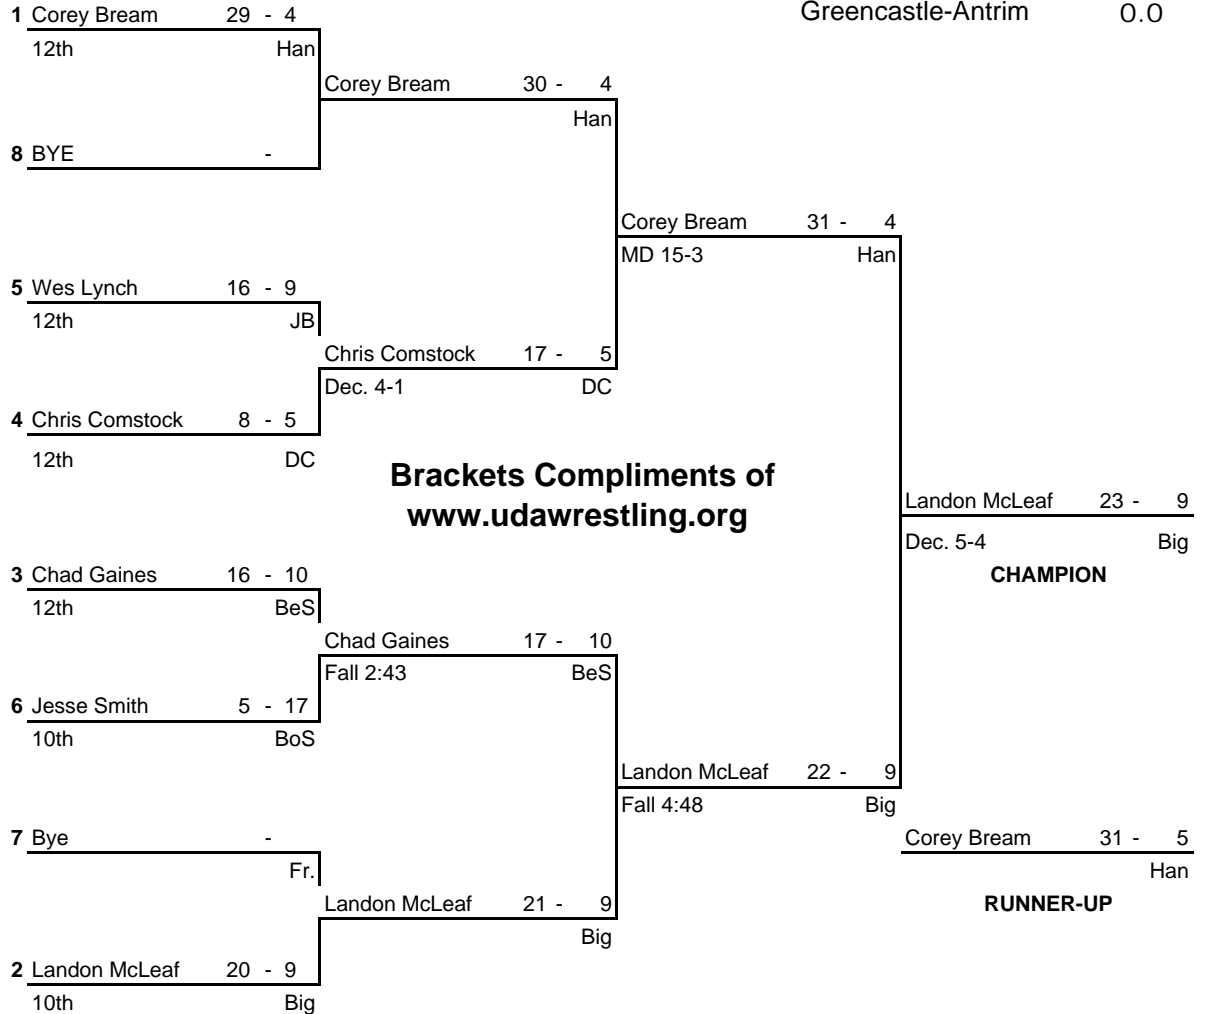 Greencastle-Antrim 0.0
1 Corey Bream 29 - 4
12th Han
Corey Bream 30 - 4
Han
8 BYE -
Corey Bream 31 - 4
MD 15-3 Han
5 Wes Lynch 16 - 9
12th JB
Chris Comstock 17 - 5
Dec. 4-1 DC
4 Chris Comstock 8 - 5
12th DC
Brackets Compliments of
www.udawrestling.org
Landon McLeaf 23 - 9
Dec. 5-4 Big
CHAMPION
3 Chad Gaines 16 - 10
12th BeS
Chad Gaines 17 - 10
Fall 2:43 BeS
6 Jesse Smith 5 - 17
10th BoS
Landon McLeaf 22 - 9
Fall 4:48 Big
7 Bye -
Fr.
Corey Bream 31 - 5
Han
RUNNER-UP
Landon McLeaf 21 - 9
Big
2 Landon McLeaf 20 - 9
10th Big